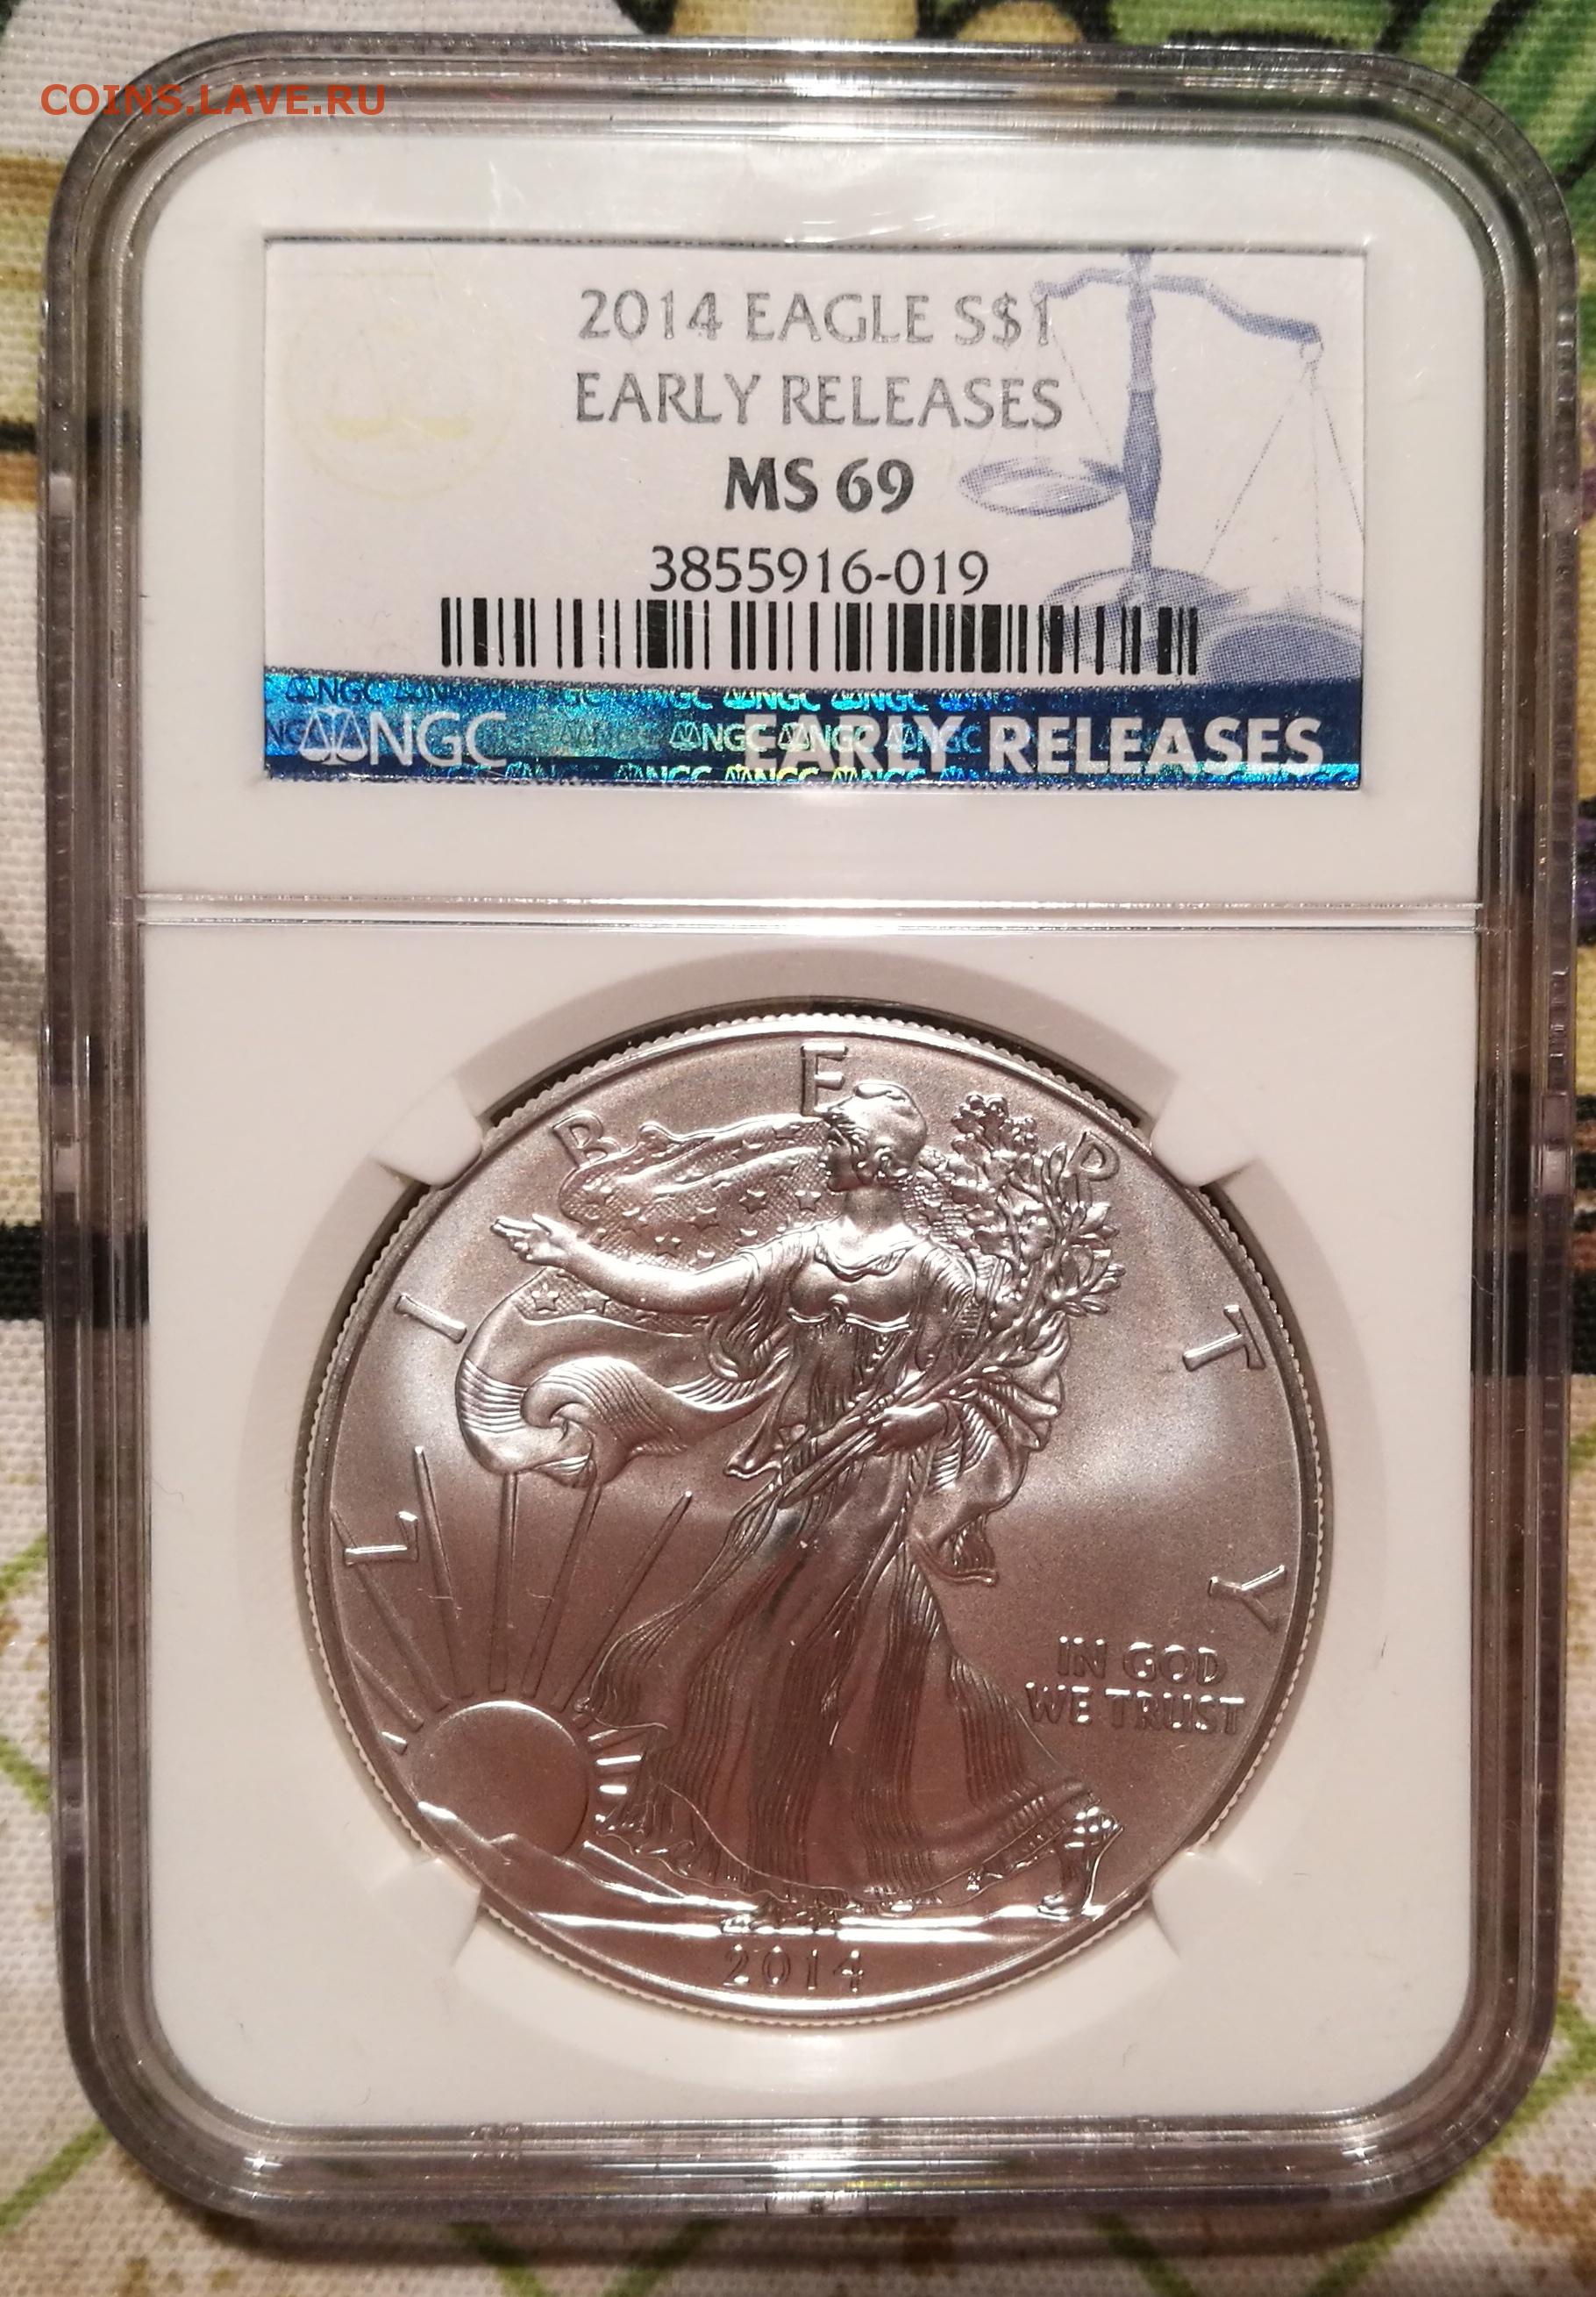 COINS.LAVE.RU
2014 EAGLE S$1
EARLY RELEASES
MS 69
3855916-019
NGC EARLY RELEASES
LIBERTY
IN GOD
WE TRUST
2014